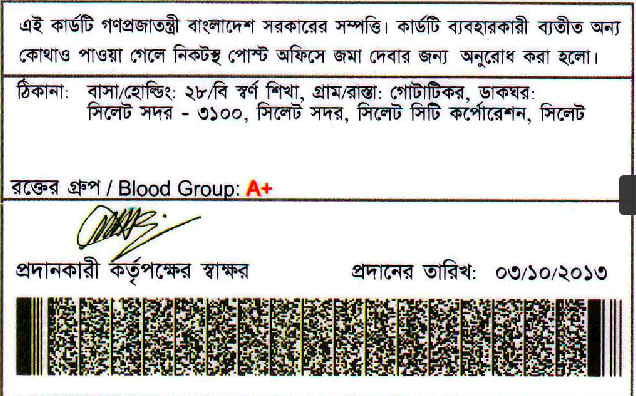 এই কার্ডটি গণপ্রজাতন্ত্রী বাংলাদেশ সরকারের সম্পত্তি। কার্ডটি ব্যবহারকারী ব্যতীত অন্য
কোথাও পাওয়া গেলে নিকটস্থ পোস্ট অফিসে জমা দেবার জন্য অনুরোধ করা হলো।
ঠিকানা: বাসা/হোল্ডিং: ২৮/বি স্বর্ণ শিখা, গ্রাম/রাস্তা: গোটাটিকর, ডাকঘর:
সিলেট সদর - ৩১০০, সিলেট সদর, সিলেট সিটি কর্পোরেশন, সিলেট
রক্তের গ্রুপ / Blood Group: A+
প্রদানকারী কর্তৃপক্ষের স্বাক্ষর প্রদানের তারিখ: ০৩/১০/২০১৩